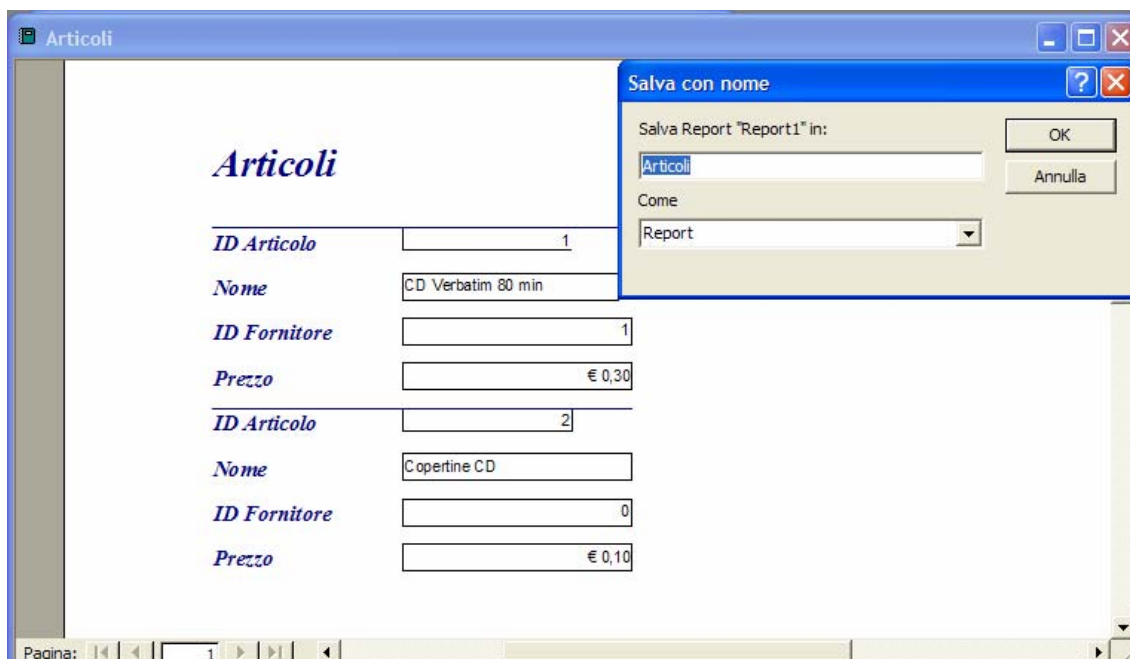 Articoli
Salva con nome
Salva Report "Report1" in:
OK
Articoli
Annulla
Come
Report
Articoli
ID Articolo 1
Nome CD Verbatim 80 min
ID Fornitore 1
Prezzo € 0,30
ID Articolo 2
Nome Copertine CD
ID Fornitore 0
Prezzo € 0,10
Pagina: 1